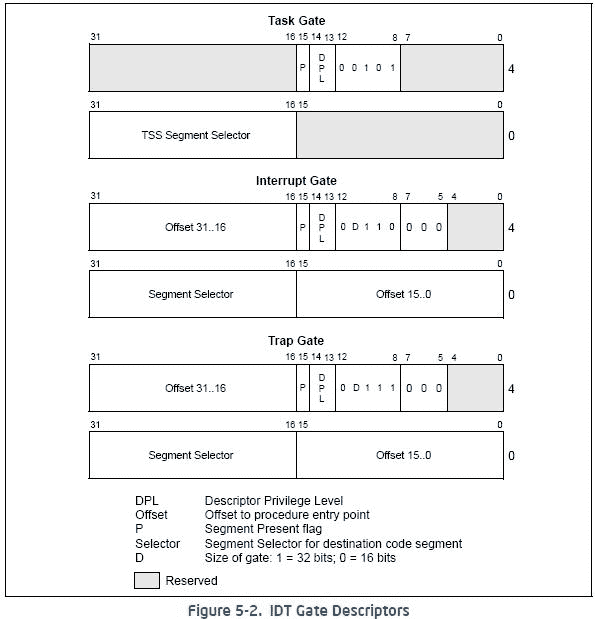 Task Gate
31 16 15 14 13 12 8 7 0
P D P L 0 0 1 0 1 4
31 16 15 0
TSS Segment Selector 0
Interrupt Gate
31 16 15 14 13 12 8 7 5 4 0
Offset 31..16 P D P L 0 D 1 1 0 0 0 0 4
31 16 15 0
Segment Selector Offset 15..0 0
Trap Gate
31 16 15 14 13 12 8 7 5 4 0
Offset 31..16 P D P L 0 D 1 1 1 0 0 0 4
31 16 15 0
Segment Selector Offset 15..0 0
DPL Descriptor Privilege Level
Offset Offset to procedure entry point
P Segment Present flag
Selector Segment Selector for destination code segment
D Size of gate: 1 = 32 bits; 0 = 16 bits
Reserved
Figure 5-2. IDT Gate Descriptors